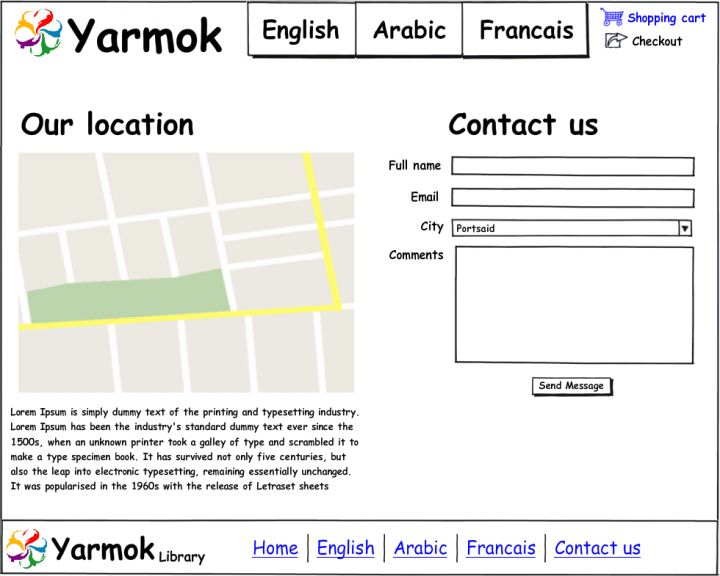 Yarmok
English
Arabic
Francais
Shopping cart
Checkout
Our location
Contact us
Full name
Email
City
Portsaid
Comments
Send Message
Lorem Ipsum is simply dummy text of the printing and typesetting industry.
Lorem Ipsum has been the industry's standard dummy text ever since the
1500s, when an unknown printer took a galley of type and scrambled it to
make a type specimen book. It has survived not only five centuries, but
also the leap into electronic typesetting, remaining essentially unchanged.
It was popularised in the 1960s with the release of Letraset sheets
Yarmok Library
Home | English | Arabic | Francais | Contact us